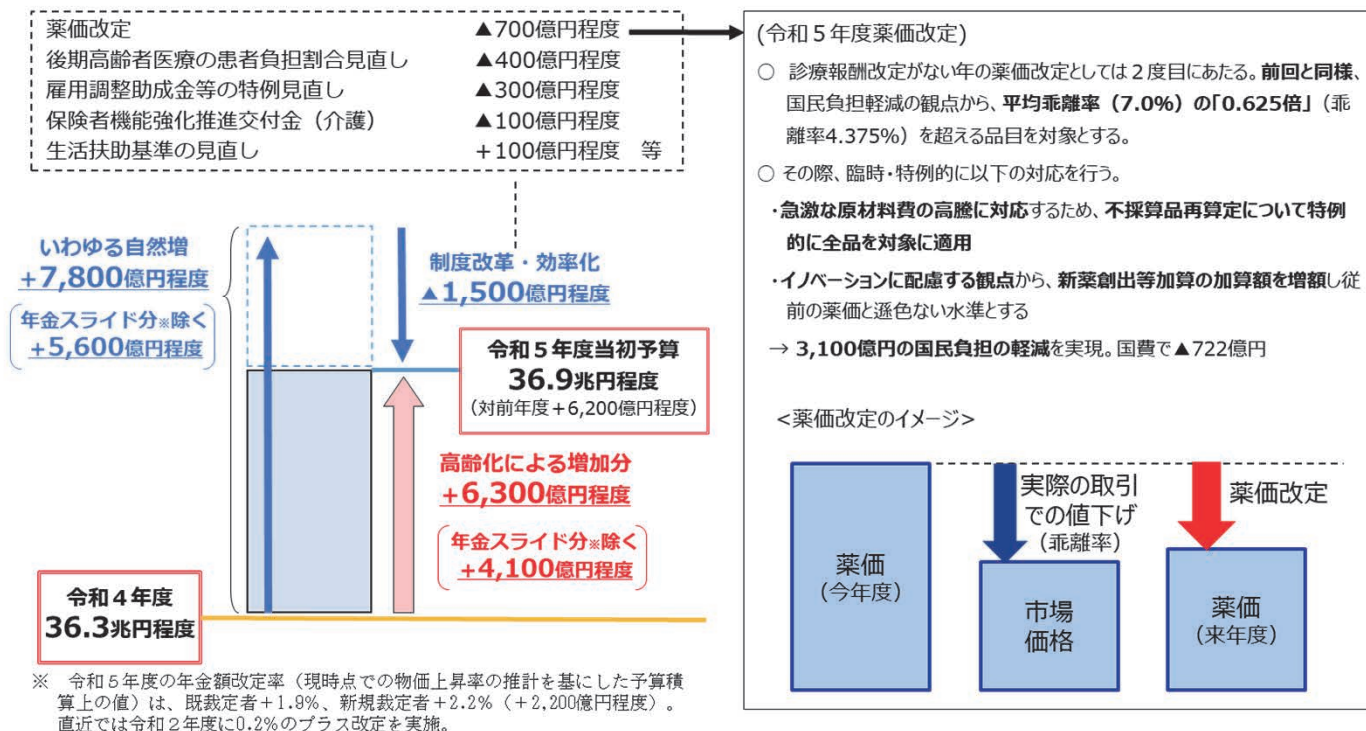 薬価改定 ▲700億円程度
後期高齢者医療の患者負担割合見直し ▲400億円程度
雇用調整助成金等の特例見直し ▲300億円程度
保険者機能強化推進交付金（介護） ▲100億円程度
生活扶助基準の見直し +100億円程度 等
いわゆる自然増
+7,800億円程度
年金スライド分※除く
+5,600億円程度
制度改革・効率化
▲1,500億円程度
令和５年度当初予算
36.9兆円程度
（対前年度+6,200億円程度）
高齢化による増加分
+6,300億円程度
年金スライド分※除く
+4,100億円程度
令和４年度
36.3兆円程度
※ 令和５年度の年金額改定率（現時点での物価上昇率の推計を基にした予算積
算上の値）は、既裁定者＋1.9%、新規裁定者＋2.2%（＋2,200億円程度）。
直近では令和２年度に0.2%のプラス改定を実施。
(令和５年度薬価改定)
○ 診療報酬改定がない年の薬価改定としては２度目にあたる。前回と同様、
国民負担軽減の観点から、平均乖離率（7.0%）の「0.625倍」（乖
離率4.375%）を超える品目を対象とする。
○ その際、臨時・特例的に以下の対応を行う。
・急激な原材料費の高騰に対応するため、不採算品再算定について特例
的に全品を対象に適用
・イノベーションに配慮する観点から、新薬創出等加算の加算額を増額し従
前の薬価と遜色ない水準とする
→ 3,100億円の国民負担の軽減を実現。国費で▲722億円
<薬価改定のイメージ>
薬価
（今年度）
実際の取引
での値下げ
（乖離率）
市場
価格
薬価改定
薬価
（来年度）